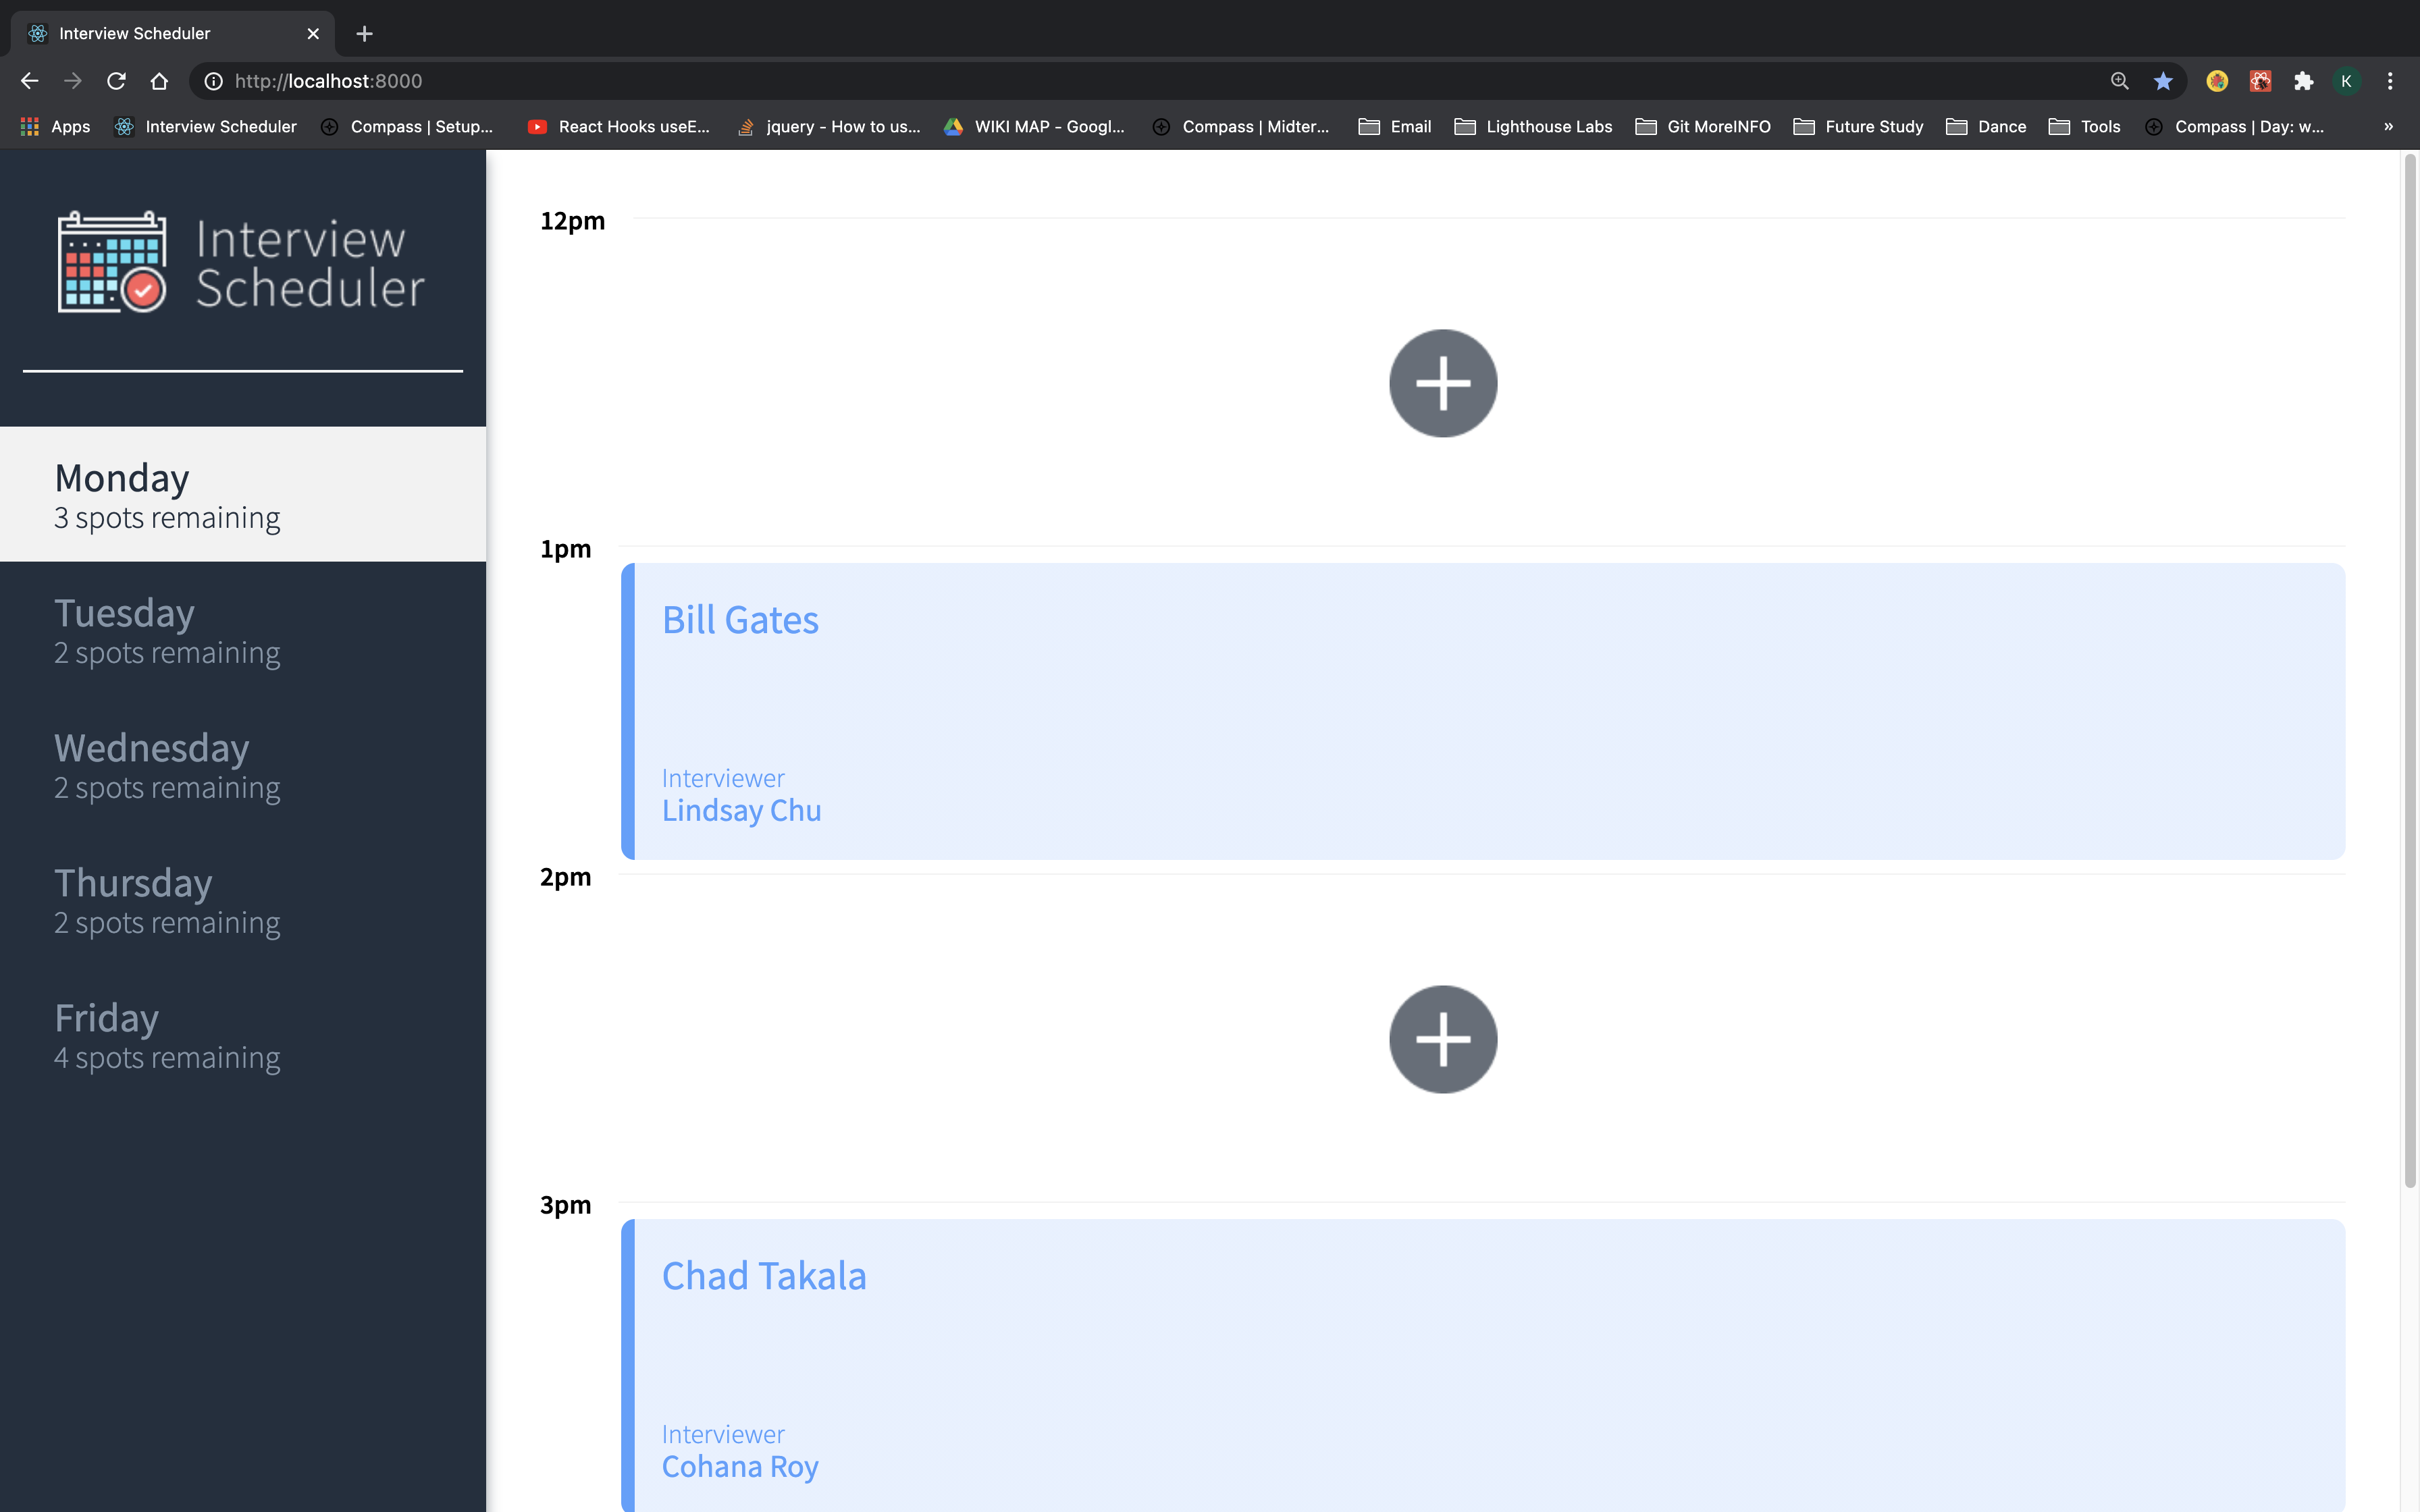 Interview Scheduler
http://localhost:8000
K
Apps
Interview Scheduler
Compass | Setup...
React Hooks useE...
jquery - How to us...
WIKI MAP - Googl...
Compass | Midter...
Email
Lighthouse Labs
Git MoreINFO
Future Study
Dance
Tools
Compass | Day: w...
»
Interview
Scheduler
Monday
3 spots remaining
Tuesday
2 spots remaining
Wednesday
2 spots remaining
Thursday
2 spots remaining
Friday
4 spots remaining
12pm
1pm
Bill Gates
Interviewer
Lindsay Chu
2pm
3pm
Chad Takala
Interviewer
Cohana Roy